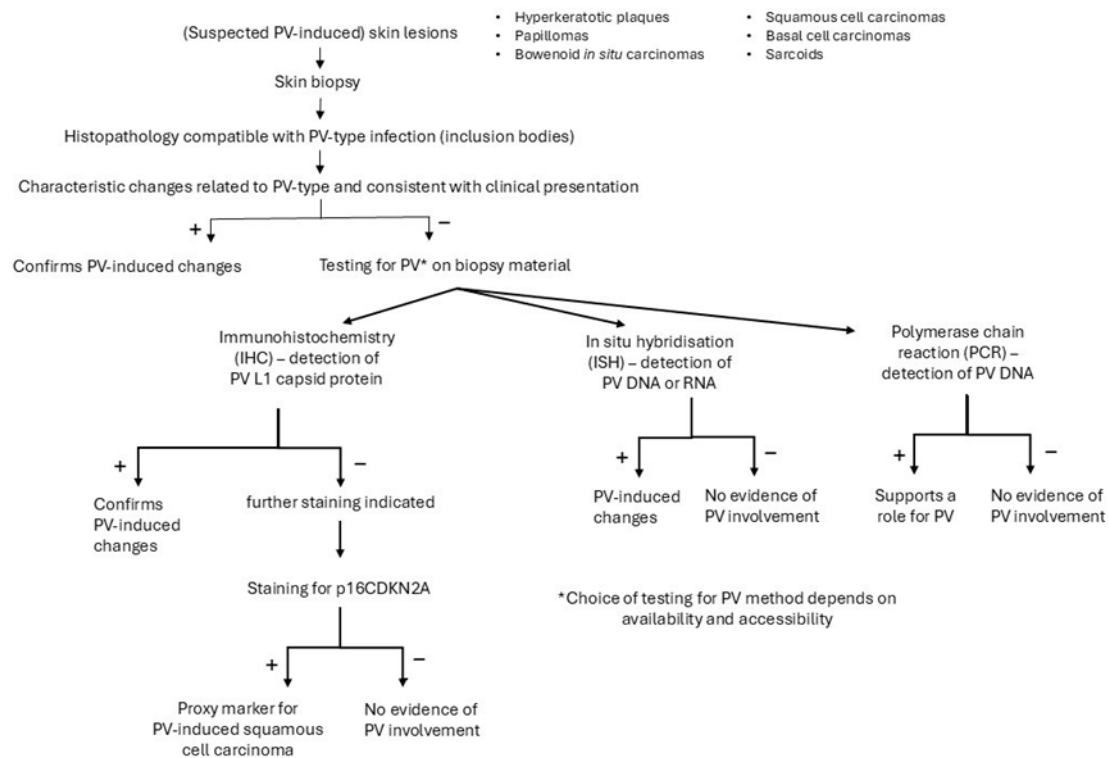 (Suspected PV-induced) skin lesions
• Hyperkeratotic plaques
• Papillomas
• Bowenoid in situ carcinomas
• Squamous cell carcinomas
• Basal cell carcinomas
• Sarcoids
Skin biopsy
Histopathology compatible with PV-type infection (inclusion bodies)
Characteristic changes related to PV-type and consistent with clinical presentation
+
−
Confirms PV-induced changes
Testing for PV* on biopsy material
Immunohistochemistry
(IHC) – detection of
PV L1 capsid protein
In situ hybridisation
(ISH) – detection of
PV DNA or RNA
Polymerase chain
reaction (PCR) –
detection of PV DNA
+
−
Confirms
PV-induced
changes
further staining indicated
+
−
PV-induced
changes
No evidence of
PV involvement
+
−
Supports a
role for PV
No evidence of
PV involvement
Staining for p16CDKN2A
*Choice of testing for PV method depends on
availability and accessibility
+
−
Proxy marker for
PV-induced squamous
cell carcinoma
No evidence of
PV involvement